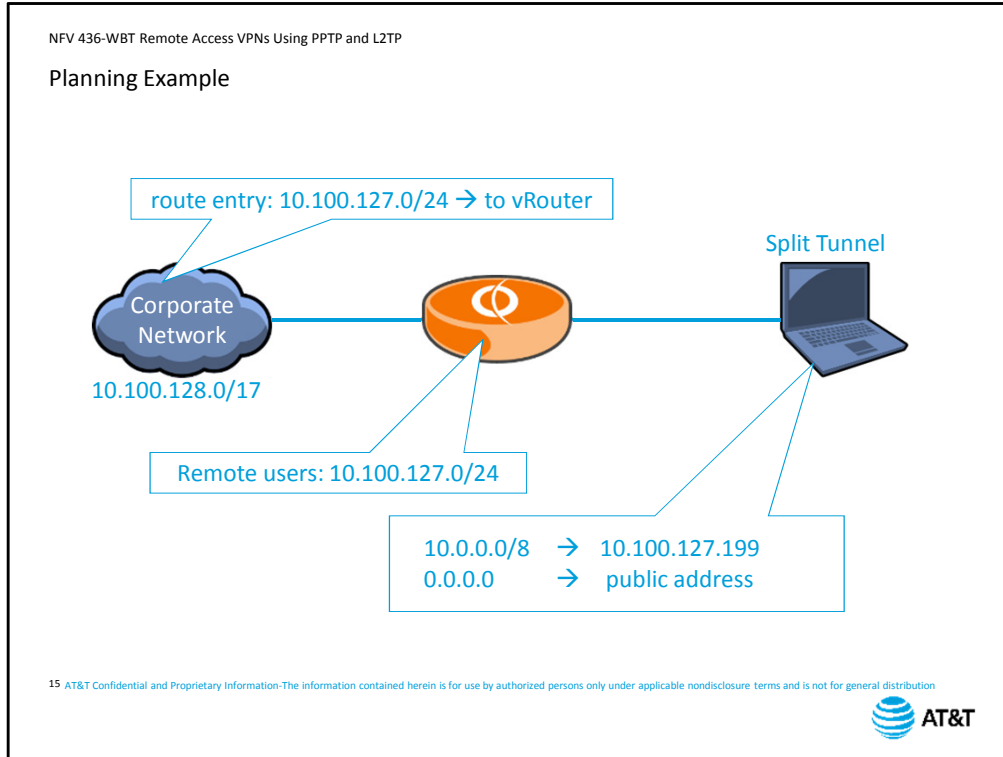 NFV 436-WBT Remote Access VPNs Using PPTP and L2TP
Planning Example
route entry: 10.100.127.0/24 → to vRouter
Split Tunnel
Corporate
Network
10.100.128.0/17
Remote users: 10.100.127.0/24
10.0.0.0/8 → 10.100.127.199
0.0.0.0 → public address
15 AT&T Confidential and Proprietary Information-The information contained herein is for use by authorized persons only under applicable nondisclosure terms and is not for general distribution
AT&T